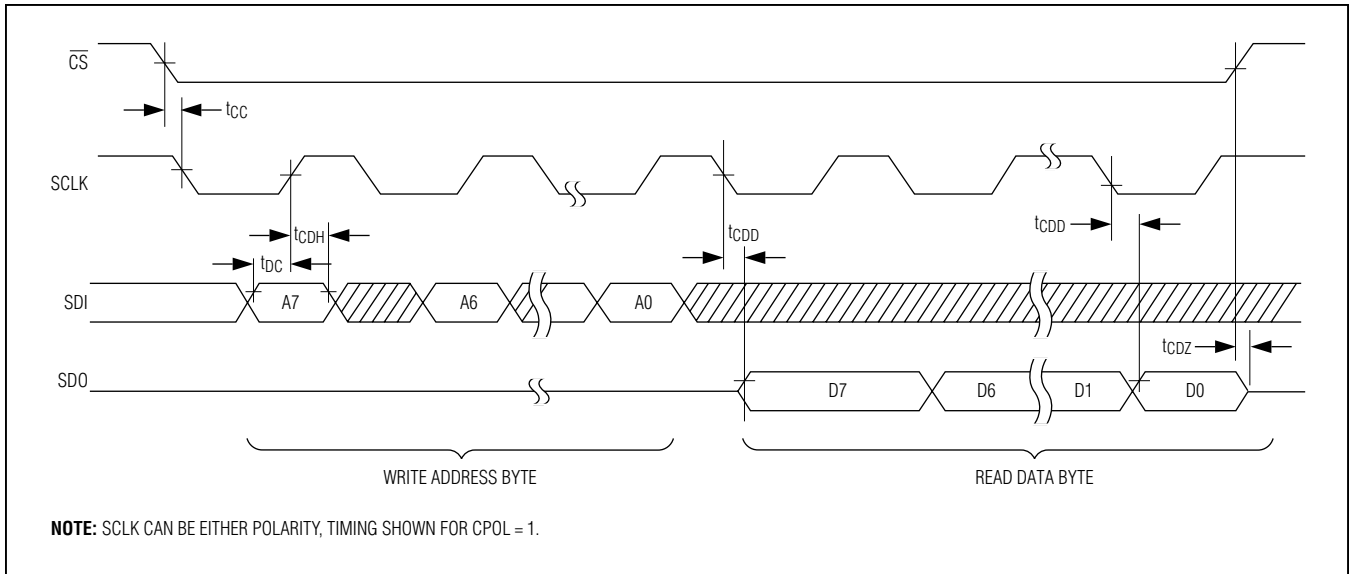 CS
tCC
SCLK
tCDH
tCDD
tCDD
tDC
SDI
A7
A6
A0
tCDZ
SDO
D7
D6
D1
D0
WRITE ADDRESS BYTE
READ DATA BYTE
NOTE: SCLK CAN BE EITHER POLARITY, TIMING SHOWN FOR CPOL = 1.